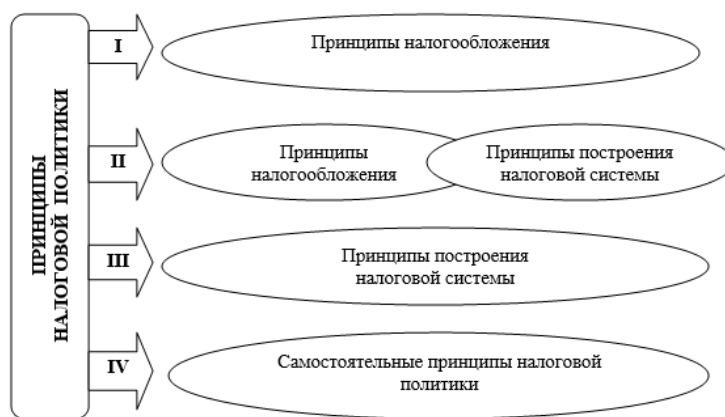 ПРИНЦИПЫ
НАЛОГОВОЙ ПОЛИТИКИ
I
Принципы налогообложения
II
Принципы
налогообложения
Принципы построения
налоговой системы
III
Принципы построения
налоговой системы
IV
Самостоятельные принципы налоговой
политики